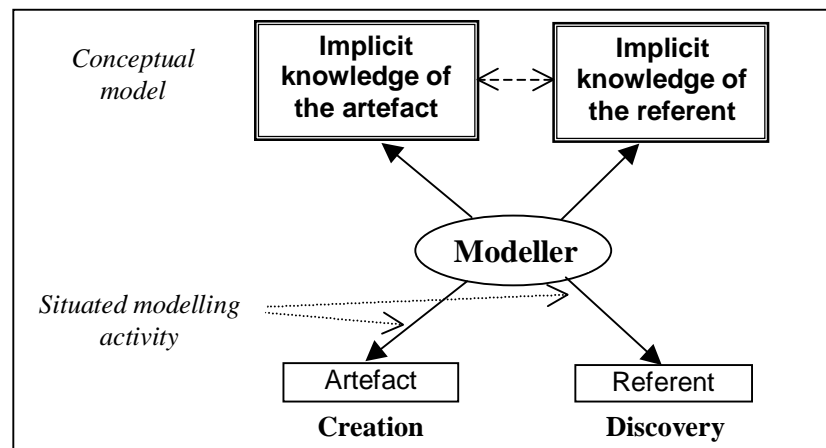 Conceptual
model
Implicit
knowledge of
the artefact
Implicit
knowledge of
the referent
Modeller
Situated modelling
activity
Artefact
Referent
Creation
Discovery